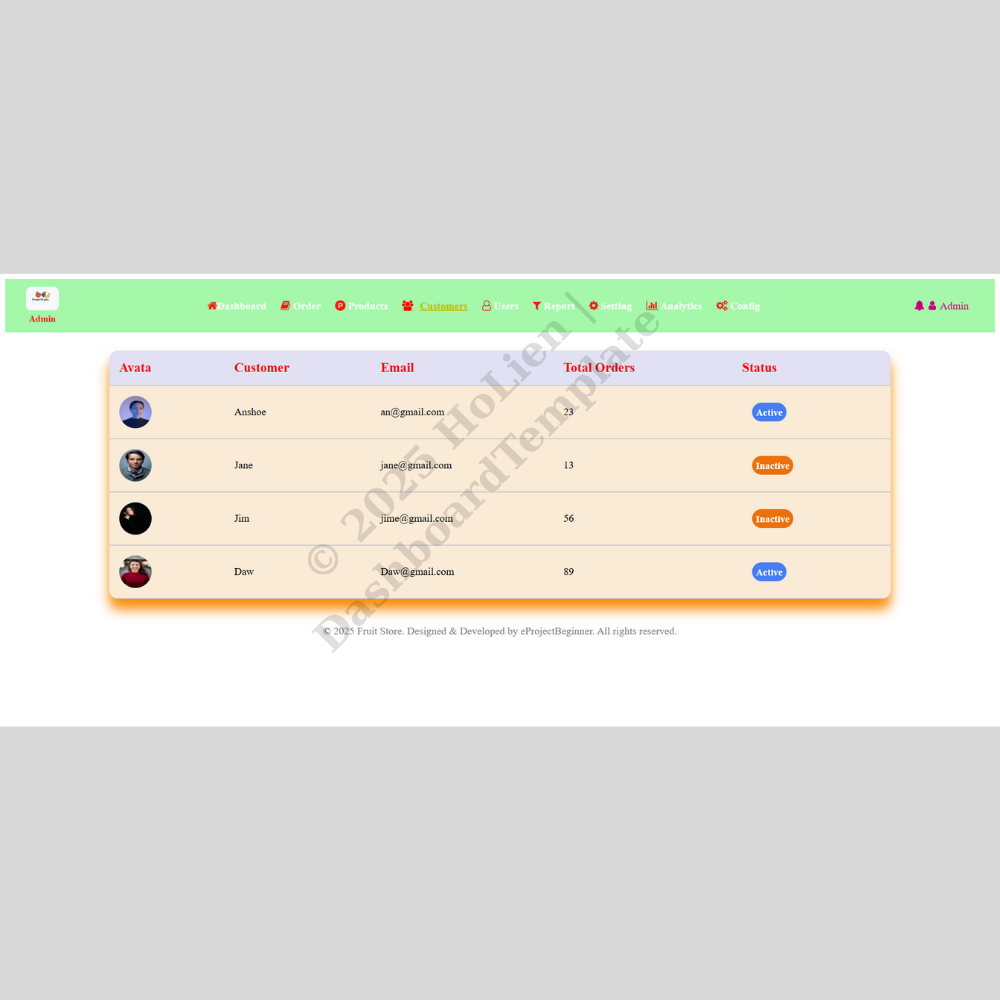 Admin
Dashboard Order Products Customers Users Report Setting Analytics Config
Admin
Avata Customer Email Total Orders Status
Anshoe an@gmail.com 23 Active
Jane jane@gmail.com 13 Inactive
Jim jime@gmail.com 56 Inactive
Daw Daw@gmail.com 89 Active
© 2025 HoLien |
DashboardTemplate
© 2025 Fruit Store. Designed & Developed by eProjectBeginner. All rights reserved.